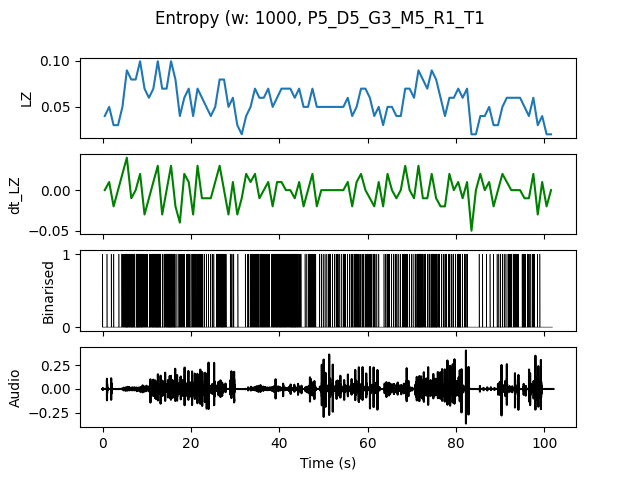 Entropy (w: 1000, P5_D5_G3_M5_R1_T1
0.10
0.05
LZ
0.00
−0.05
dt_LZ
1
0
Binarised
0.25
0.00
−0.25
Audio
0 20 40 60 80 100
Time (s)